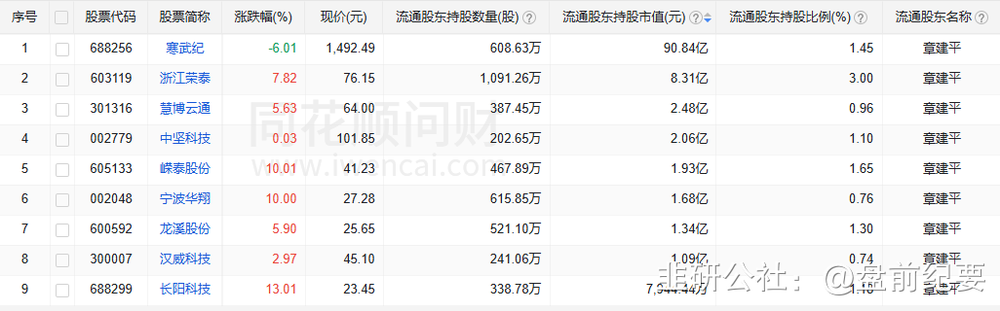 序号 股票代码 股票简称 涨跌幅(%) 现价(元) 流通股东持股数量(股) ? 流通股东持股市值(元) ? 流通股东持股比例(%) ? 流通股东名称 ?
1 688256 寒武纪 -6.01 1,492.49 608.63万 90.84亿 1.45 章建平
2 603119 浙江荣泰 7.82 76.15 1,091.26万 8.31亿 3.00 章建平
3 301316 慧博云通 5.63 64.00 387.45万 2.48亿 0.96 章建平
同花顺问财
4 002779 中坚科技 0.03 101.85 202.65万 2.06亿 1.10 章建平
5 605133 嵘泰股份 10.01 41.23 467.89万 1.93亿 1.65 章建平
www.iwencai.com
6 002048 宁波华翔 10.00 27.28 615.85万 1.68亿 0.76 章建平
7 600592 龙溪股份 5.90 25.65 521.10万 1.34亿 1.30 章建平
8 300007 汉威科技 2.97 45.10 241.06万 1.09亿 0.74 章建平
9 688299 长阳科技 13.01 23.45 338.78万 7,944.44万 1.18 章建平
韭研公社：@盘前纪要